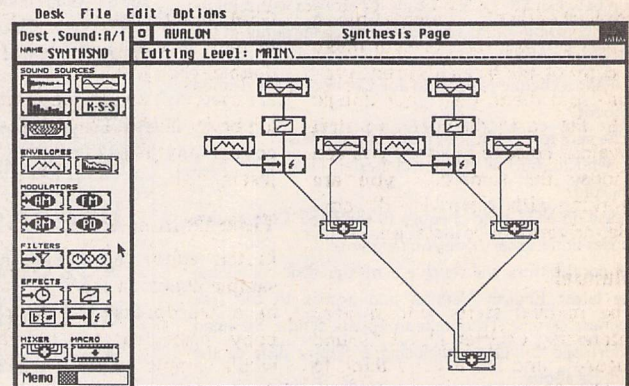 Desk File Edit Options
Dest.Sound:A/1
NAME SYNTHSND
AVALON Synthesis Page
Editing Level: MAIN\
SOUND SOURCES
K-S-S
ENVELOPES
MODULATORS
AM FM
RM PD
FILTERS
EFFECTS
MIXER MACRO
Memo